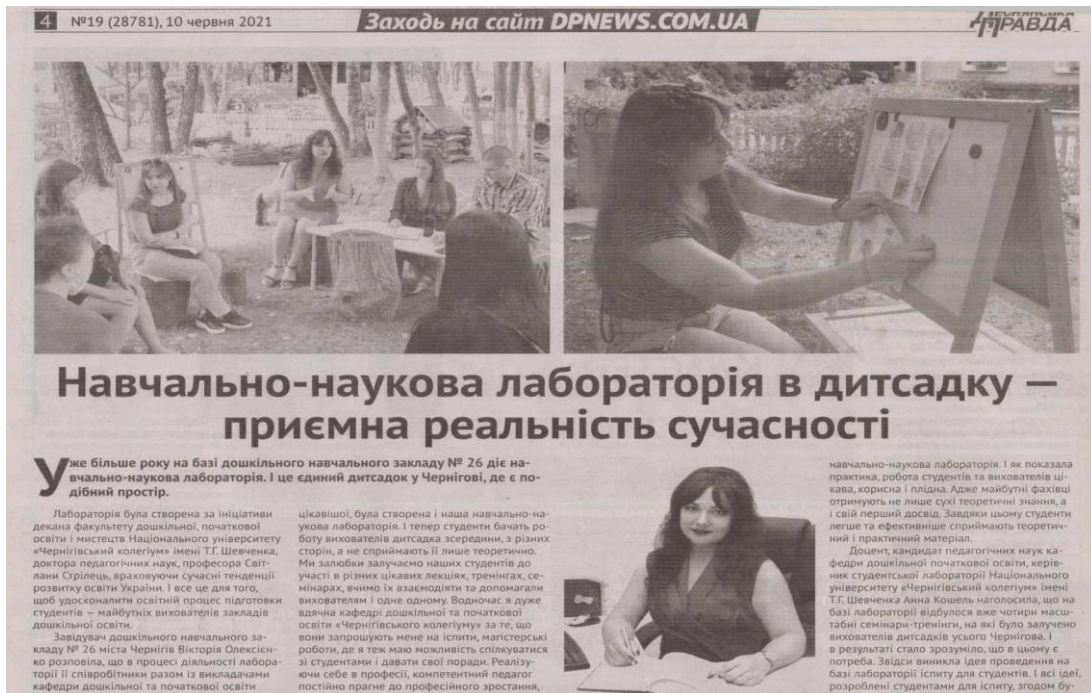 4 №19 (28781), 10 червня 2021
Заходь на сайт DPNEWS.COM.UA
ДЕСНЯНСЬКА
ПРАВДА
Навчально-наукова лабораторія в дитсадку —
приємна реальність сучасності
Уже більше року на базі дошкільного навчального закладу № 26 діє на-
вчально-наукова лабораторія. І це єдиний дитсадок у Чернігові, де є по-
дібний простір.
Лабораторія була створена за ініціативи
декана факультету дошкільної, початкової
освіти і мистецтв Національного університету
«Чернігівський колегіум» імені Т.Г. Шевченка,
доктора педагогічних наук, професора Світ-
лани Стрілець, враховуючи сучасні тенденції
розвитку освіти України. І все це для того,
щоб удосконалити освітній процес підготовки
студентів — майбутніх вихователів закладів
дошкільної освіти.
Завідувач дошкільного навчального за-
кладу № 26 міста Чернігів Вікторія Олексієн-
ко розповіла, що в процесі діяльності лабора-
торії її співробітники разом із викладачами
кафедри дошкільної та початкової освіти
цікавішої, була створена і наша навчально-на-
укова лабораторія. І тепер студенти бачать ро-
боту вихователів дитсадка зсередини, з різних
сторін, а не сприймають її лише теоретично.
Ми залюбки залучаємо наших студентів до
участі в різних цікавих лекціях, тренінгах, се-
мінарах, вчимо їх взаємодіяти та допомагали
вихователям і одне одному. Водночас я дуже
вдячна кафедрі дошкільної та початкової
освіти «Чернігівського колегіуму» за те, що
вони запрошують мене на іспити, магістерські
роботи, де я теж маю можливість спілкуватися
зі студентами і давати свої поради. Реалізу-
ючи себе в професії, компетентний педагог
постійно прагне до професійного зростання,
навчально-наукова лабораторія. І як показала
практика, робота студентів та вихователів ці-
кава, корисна і плідна. Адже майбутні фахівці
отримують не лише сухі теоретичні знання, а
і свій перший досвід. Завдяки цьому студенти
легше та ефективніше сприймають теоретич-
ний і практичний матеріал.
Доцент, кандидат педагогічних наук ка-
федри дошкільної початкової освіти, керів-
ник студентської лабораторії Національного
університету «Чернігівський колегіум» імені
Т.Г. Шевченка Анна Кошель наголосила, що на
базі лабораторії відбулося вже чотири масш-
табні семінари-тренінги, на які було залучено
вихователів дитсадків усього Чернігова. І
в результаті стало зрозуміло, що в цьому є
потреба. Звідси виникла ідея проведення на
базі лабораторії іспиту для студентів. І всі ідеї,
розроблені студентами для іспиту, згодом бу-